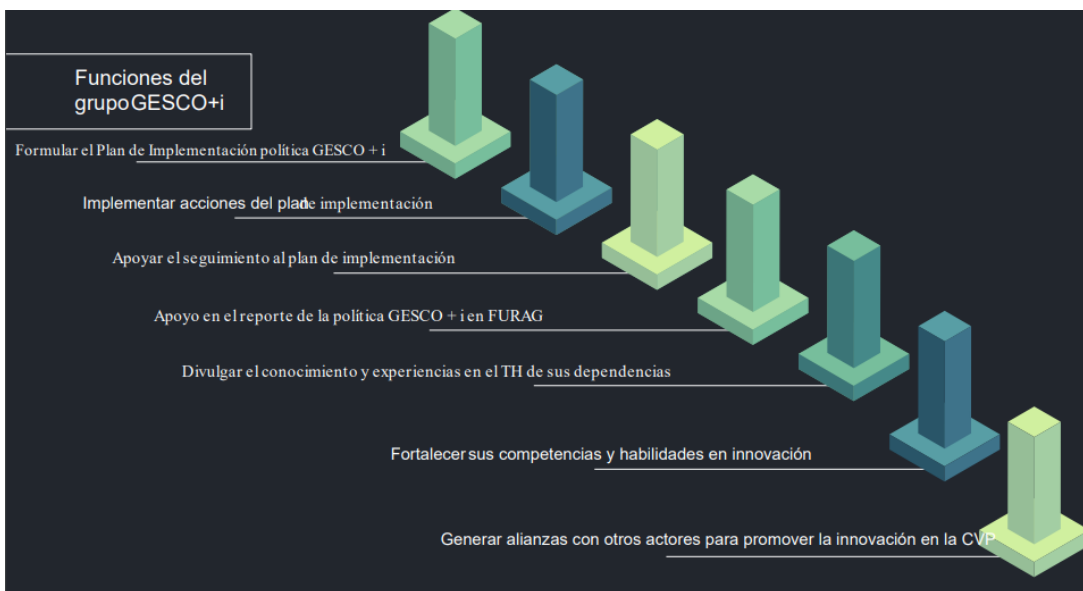 Funciones del
grupo GESCO+i
Formular el Plan de Implementación política GESCO + i
Implementar acciones del plan de implementación
Apoyar el seguimiento al plan de implementación
Apoyo en el reporte de la política GESCO + i en FURAG
Divulgar el conocimiento y experiencias en el TH de sus dependencias
Fortalecer sus competencias y habilidades en innovación
Generar alianzas con otros actores para promover la innovación en la CVP